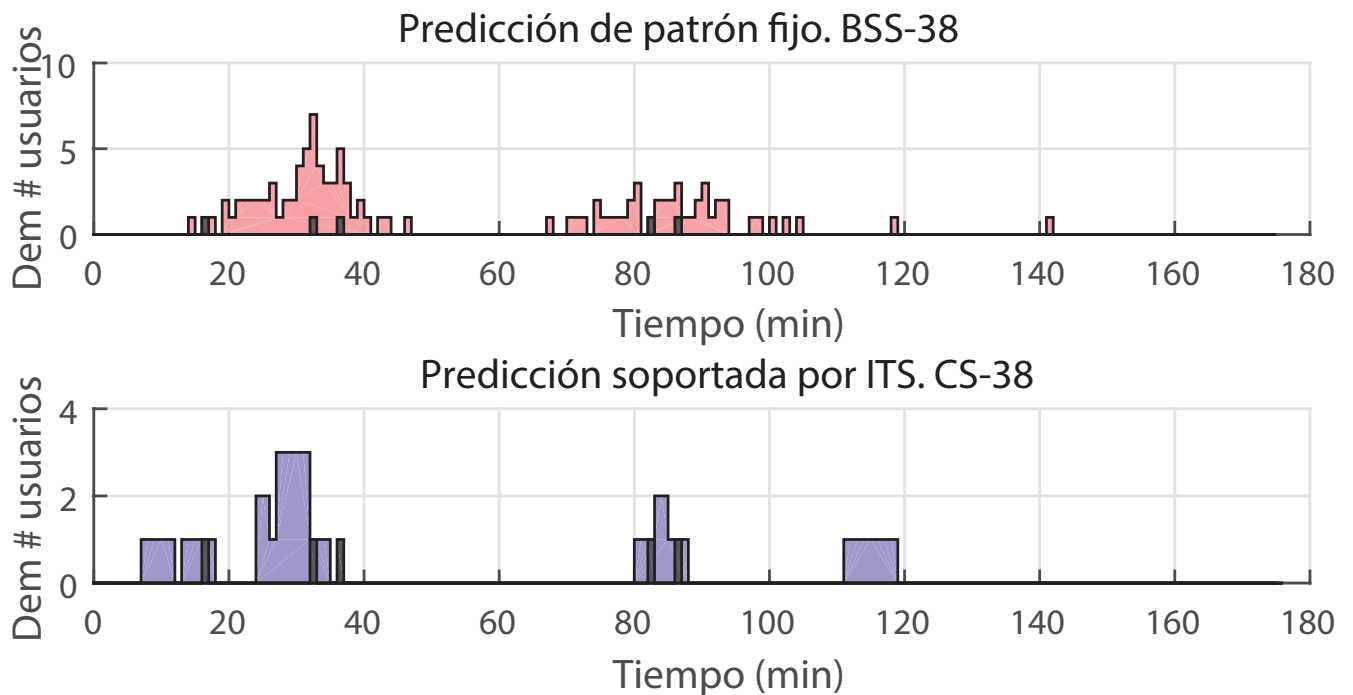 Predicción de patrón fijo. BSS-38
Dem # usuarios
10
5
0
0 20 40 60 80 100 120 140 160 180
Tiempo (min)
Predicción soportada por ITS. CS-38
Dem # usuarios
4
2
0
0 20 40 60 80 100 120 140 160 180
Tiempo (min)